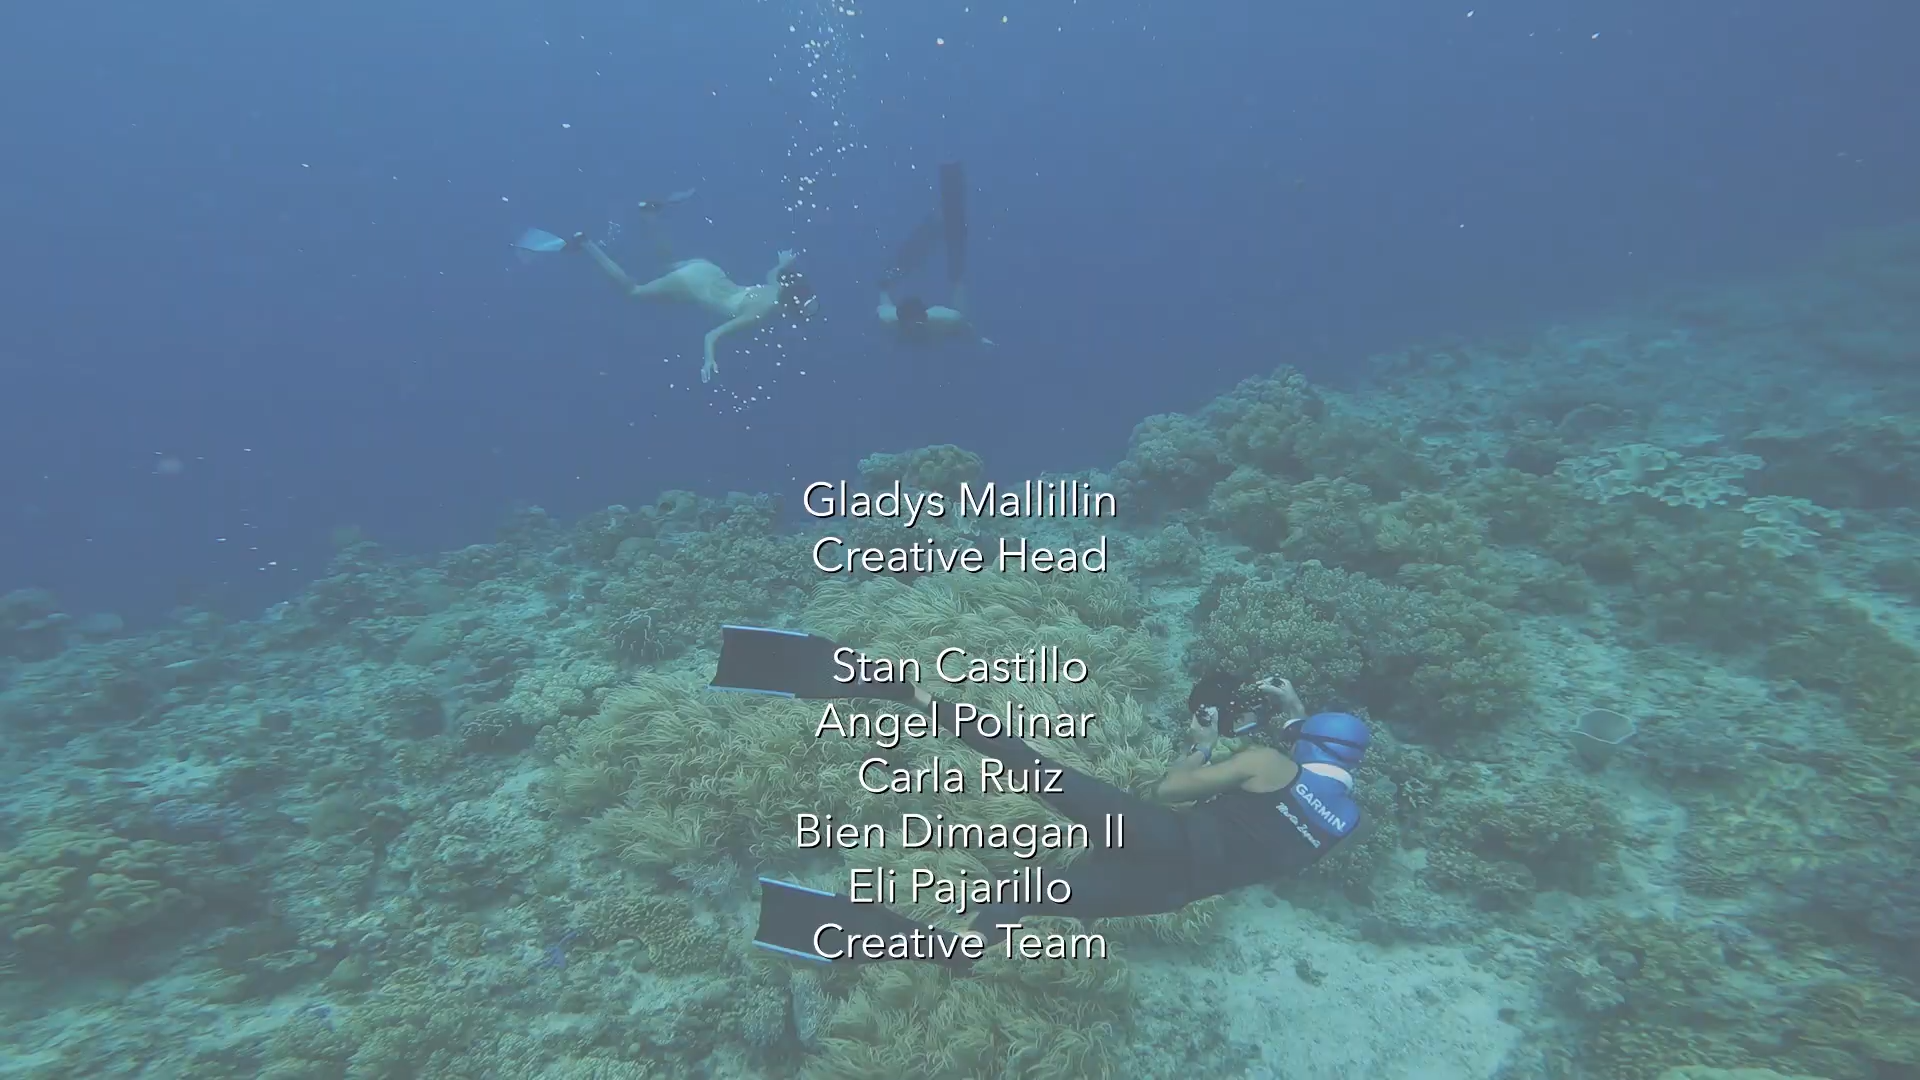 Gladys Mallillin
Creative Head
Stan Castillo
Angel Polinar
Carla Ruiz
Bien Dimagan II
Eli Pajarillo
Creative Team
GARMIN